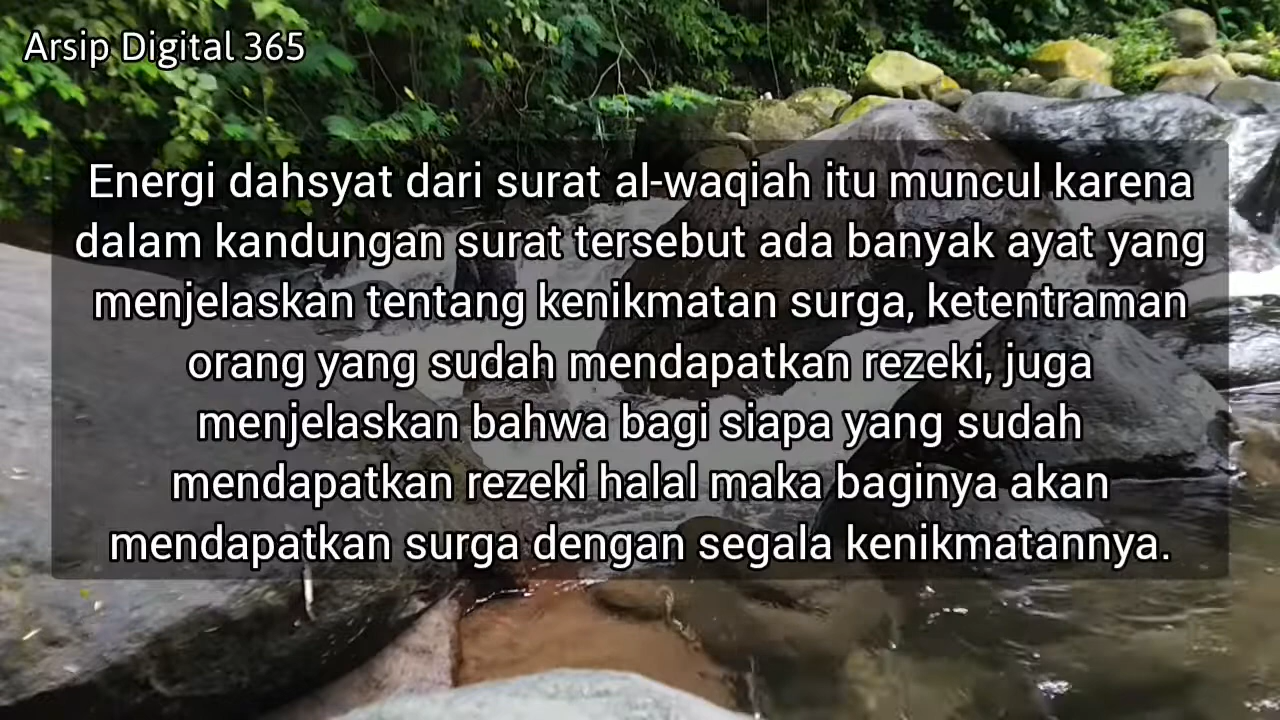 Arsip Digital 365
Energi dahsyat dari surat al-waqiah itu muncul karena
dalam kandungan surat tersebut ada banyak ayat yang
menjelaskan tentang kenikmatan surga, ketentraman
orang yang sudah mendapatkan rezeki, juga
menjelaskan bahwa bagi siapa yang sudah
mendapatkan rezeki halal maka baginya akan
mendapatkan surga dengan segala kenikmatannya.